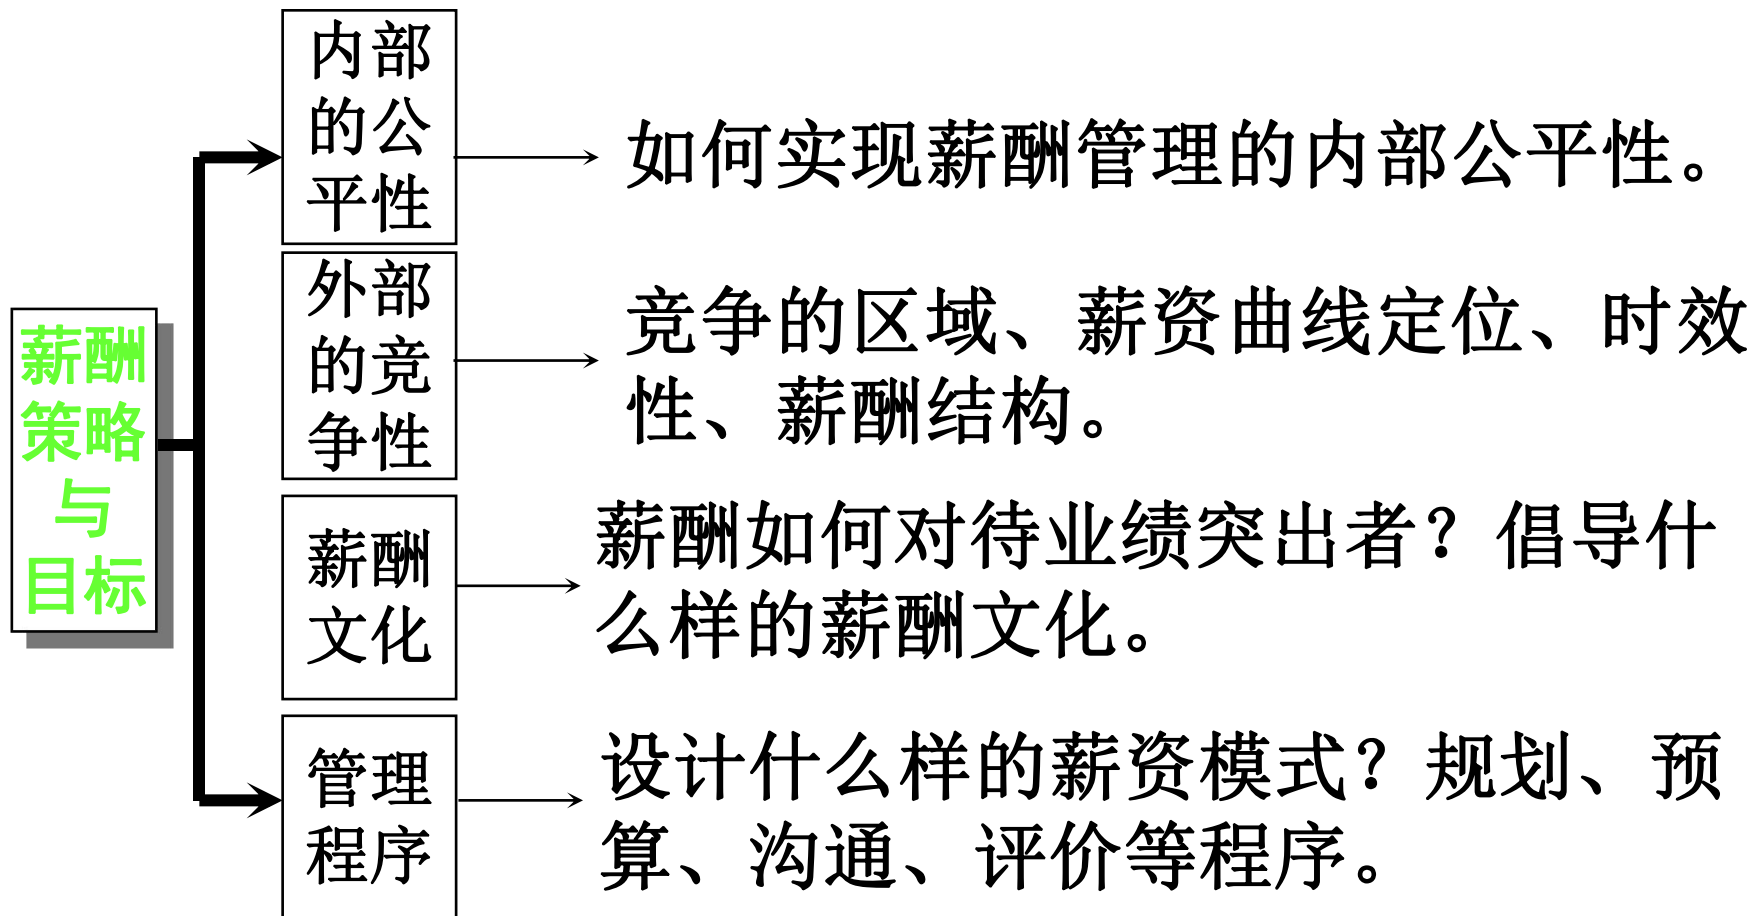 薪酬
策略
与
目标
内部
的公
平性
如何实现薪酬管理的内部公平性。
外部
的竞
争性
竞争的区域、薪资曲线定位、时效
性、薪酬结构。
薪酬
文化
薪酬如何对待业绩突出者？倡导什
么样的薪酬文化。
管理
程序
设计什么样的薪资模式？规划、预
算、沟通、评价等程序。